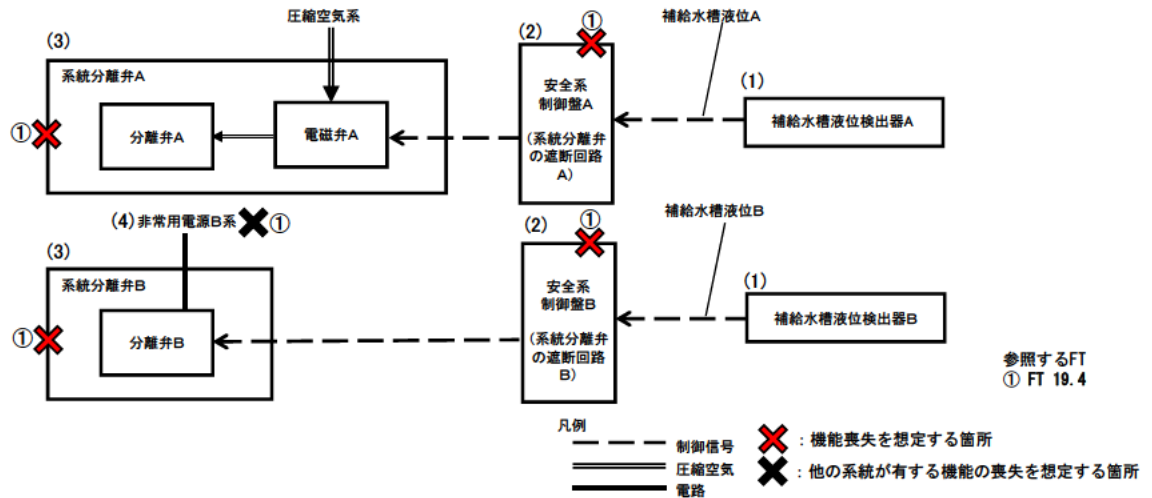 圧縮空気系
(3)
系統分離弁A
①
分離弁A
電磁弁A
(2)
①
安全系
制御盤A
(系統分離弁
の遮断回路
A)
補給水槽液位A
(1)
補給水槽液位検出器A
(4)非常用電源B系
①
(3)
系統分離弁B
①
分離弁B
(2)
①
安全系
制御盤B
(系統分離弁
の遮断回路
B)
補給水槽液位B
(1)
補給水槽液位検出器B
参照するFT
① FT 19.4
凡例
制御信号
圧縮空気
電路
：機能喪失を想定する箇所
：他の系統が有する機能の喪失を想定する箇所